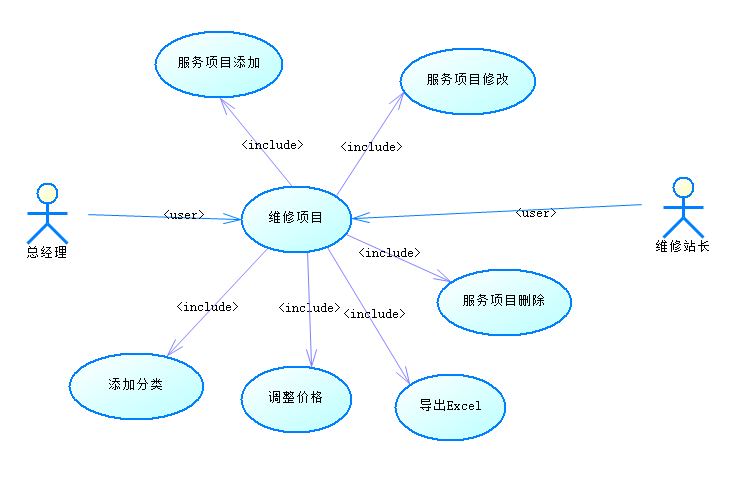 服务项目添加
服务项目修改
<include>
<include>
维修项目
<user>
<user>
总经理
维修站长
<include>
服务项目删除
<include>
<include>
<include>
添加分类
调整价格
导出Excel